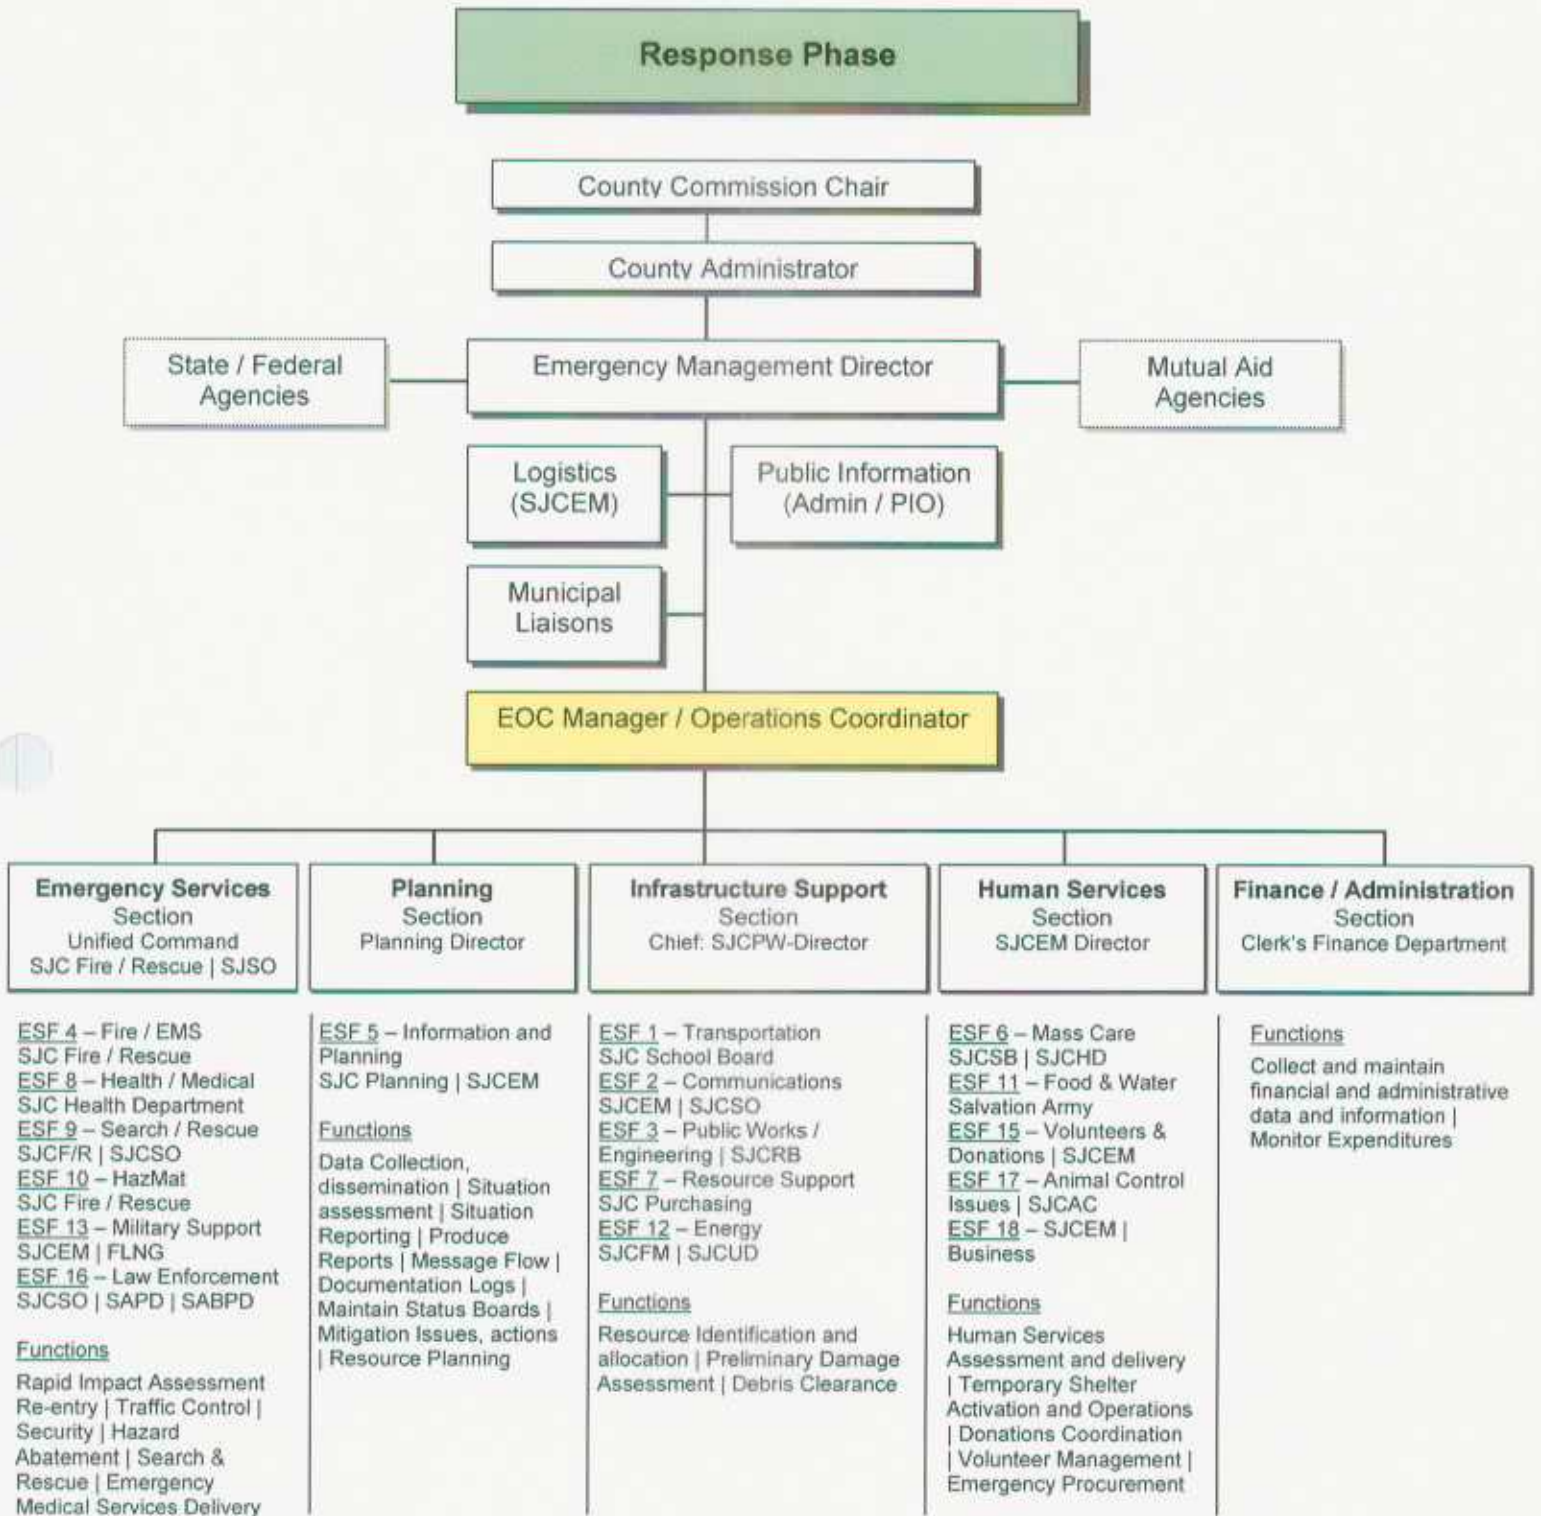 Response Phase
County Commission Chair
County Administrator
State / Federal
Agencies
Emergency Management Director
Mutual Aid
Agencies
Logistics
(SJCEM)
Public Information
(Admin / PIO)
Municipal
Liaisons
EOC Manager / Operations Coordinator
Emergency Services
Section
Unified Command
SJC Fire / Rescue | SJSO
Planning
Section
Planning Director
Infrastructure Support
Section
Chief: SJCPW-Director
Human Services
Section
SJCEM Director
Finance / Administration
Section
Clerk's Finance Department
ESF 4 – Fire / EMS
SJC Fire / Rescue
ESF 8 – Health / Medical
SJC Health Department
ESF 9 – Search / Rescue
SJCF/R | SJCSO
ESF 10 – HazMat
SJC Fire / Rescue
ESF 13 – Military Support
SJCEM | FLNG
ESF 16 – Law Enforcement
SJCSO | SAPD | SABPD
Functions
Rapid Impact Assessment
Re-entry | Traffic Control |
Security | Hazard
Abatement | Search &
Rescue | Emergency
Medical Services Delivery
ESF 5 – Information and
Planning
SJC Planning | SJCEM
Functions
Data Collection,
dissemination | Situation
assessment | Situation
Reporting | Produce
Reports | Message Flow |
Documentation Logs |
Maintain Status Boards |
Mitigation Issues, actions
| Resource Planning
ESF 1 – Transportation
SJC School Board
ESF 2 – Communications
SJCEM | SJCSO
ESF 3 – Public Works /
Engineering | SJCRB
ESF 7 – Resource Support
SJC Purchasing
ESF 12 – Energy
SJCFM | SJCUD
Functions
Resource Identification and
allocation | Preliminary Damage
Assessment | Debris Clearance
ESF 6 – Mass Care
SJCSB | SJCHD
ESF 11 – Food & Water
Salvation Army
ESF 15 – Volunteers &
Donations | SJCEM
ESF 17 – Animal Control
Issues | SJCAC
ESF 18 – SJCEM |
Business
Functions
Human Services
Assessment and delivery
| Temporary Shelter
Activation and Operations
| Donations Coordination
| Volunteer Management |
Emergency Procurement
Functions
Collect and maintain
financial and administrative
data and information |
Monitor Expenditures